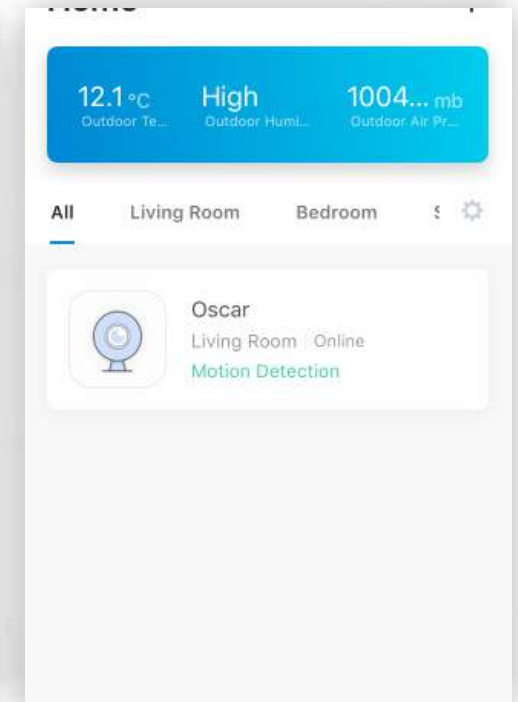 12.1 °C High 1004... mb
Outdoor Te... Outdoor Humi... Outdoor Air Pr...
All Living Room Bedroom
Oscar
Living Room | Online
Motion Detection